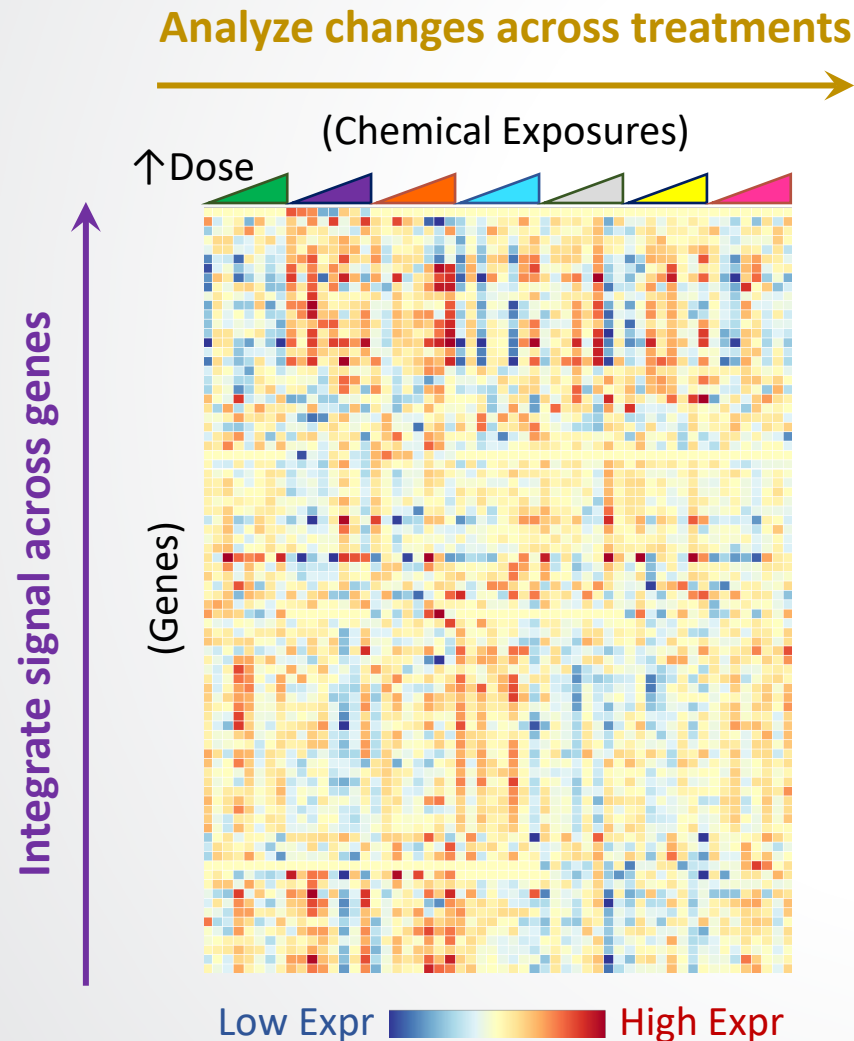 Analyze changes across treatments
(Chemical Exposures)
↑Dose
Integrate signal across genes
(Genes)
Low Expr
High Expr